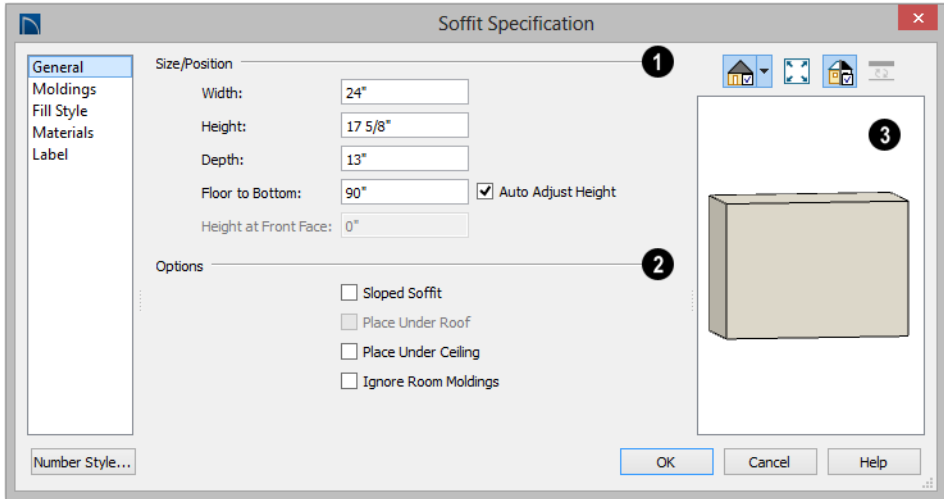 Soffit Specification
×
General
Moldings
Fill Style
Materials
Label
Size/Position 1
Width: 24"
Height: 17 5/8"
Depth: 13"
Floor to Bottom: 90" Auto Adjust Height
Height at Front Face: 0"
Options 2
Sloped Soffit
Place Under Roof
Place Under Ceiling
Ignore Room Moldings
3
Number Style... OK Cancel Help